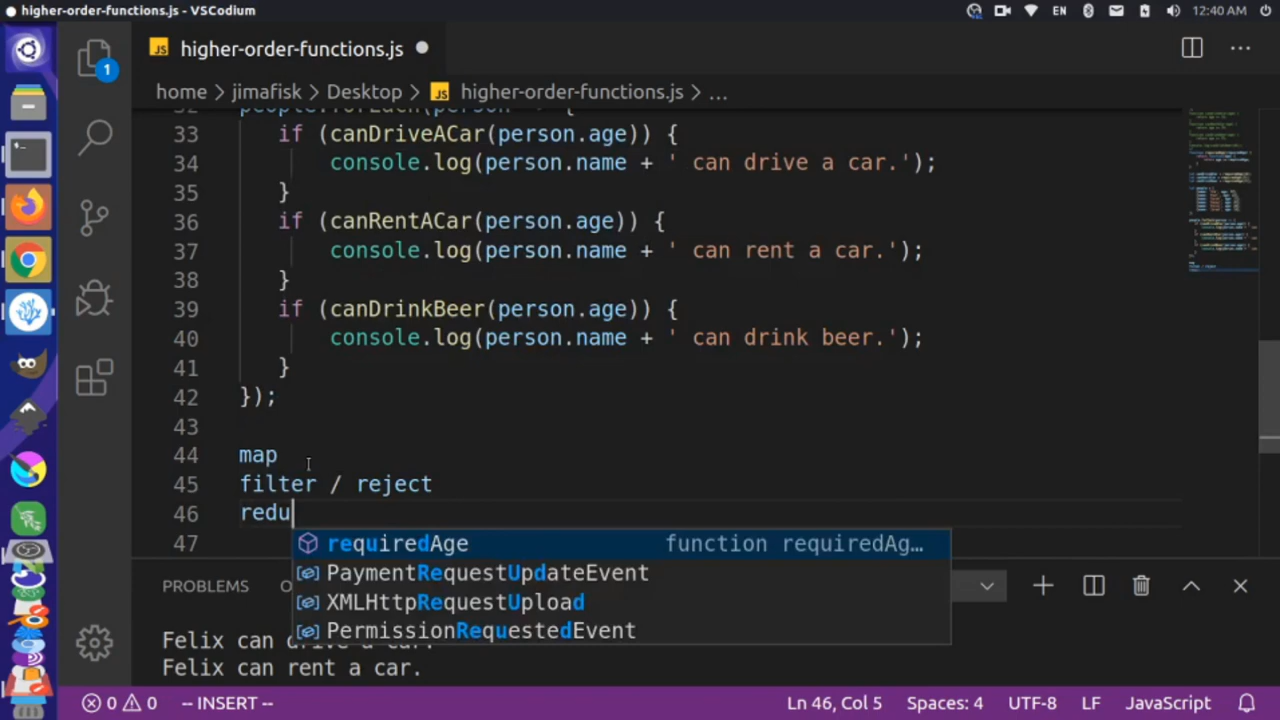 higher-order-functions.js - VSCodium
EN 12:40 AM
JS higher-order-functions.js
1
home > jimafisk > Desktop > JS higher-order-functions.js > ...
33 if (canDriveACar(person.age)) {
34 console.log(person.name + ' can drive a car.');
35 }
36 if (canRentACar(person.age)) {
37 console.log(person.name + ' can rent a car.');
38 }
39 if (canDrinkBeer(person.age)) {
40 console.log(person.name + ' can drink beer.');
41 }
42 });
43
44 map
45 filter / reject
46 redu
47
requiredAge function requiredAg…
PaymentRequestUpdateEvent
XMLHttpRequestUpload
PermissionRequestedEvent
PROBLEMS O
Felix can drive a car.
Felix can rent a car.
0 0 -- INSERT -- Ln 46, Col 5 Spaces: 4 UTF-8 LF JavaScript